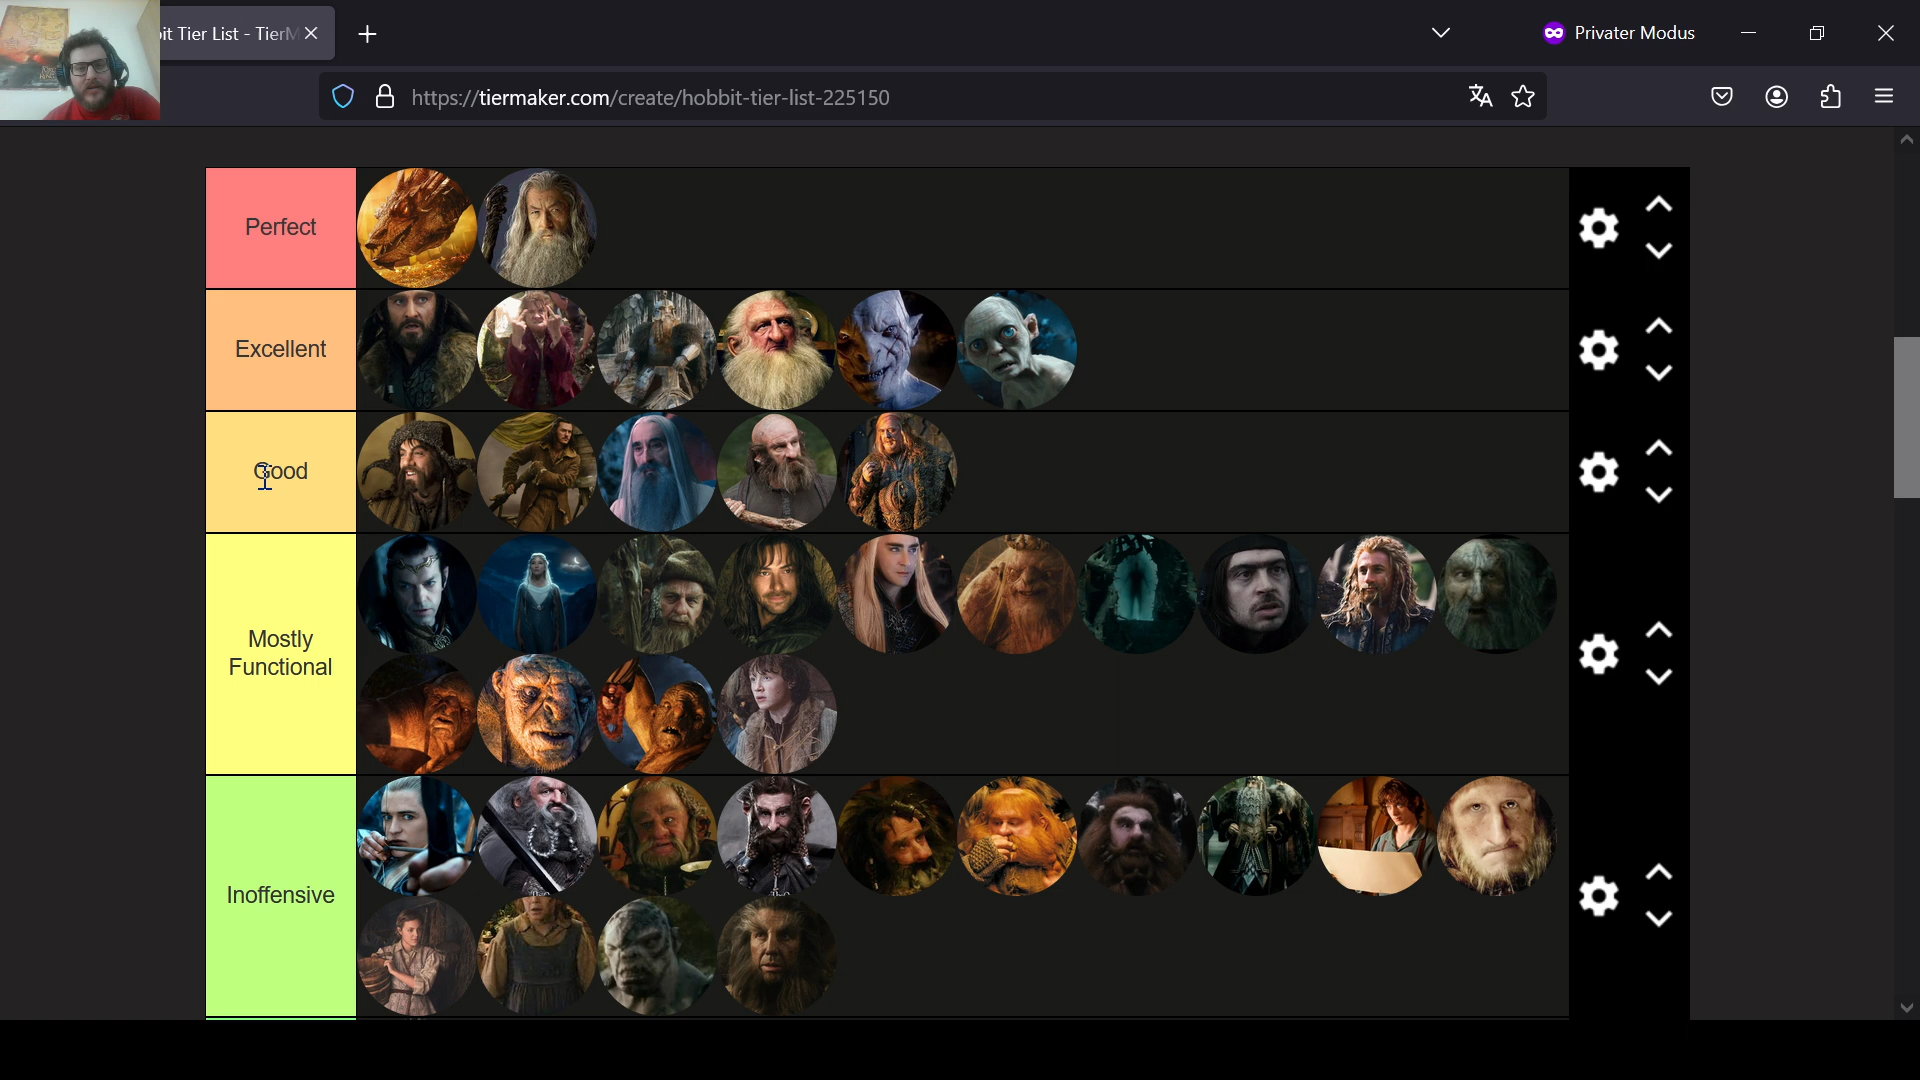 bit Tier List - TierM
Privater Modus
https://tiermaker.com/create/hobbit-tier-list-225150
Perfect
Excellent
Good
Mostly
Functional
Inoffensive